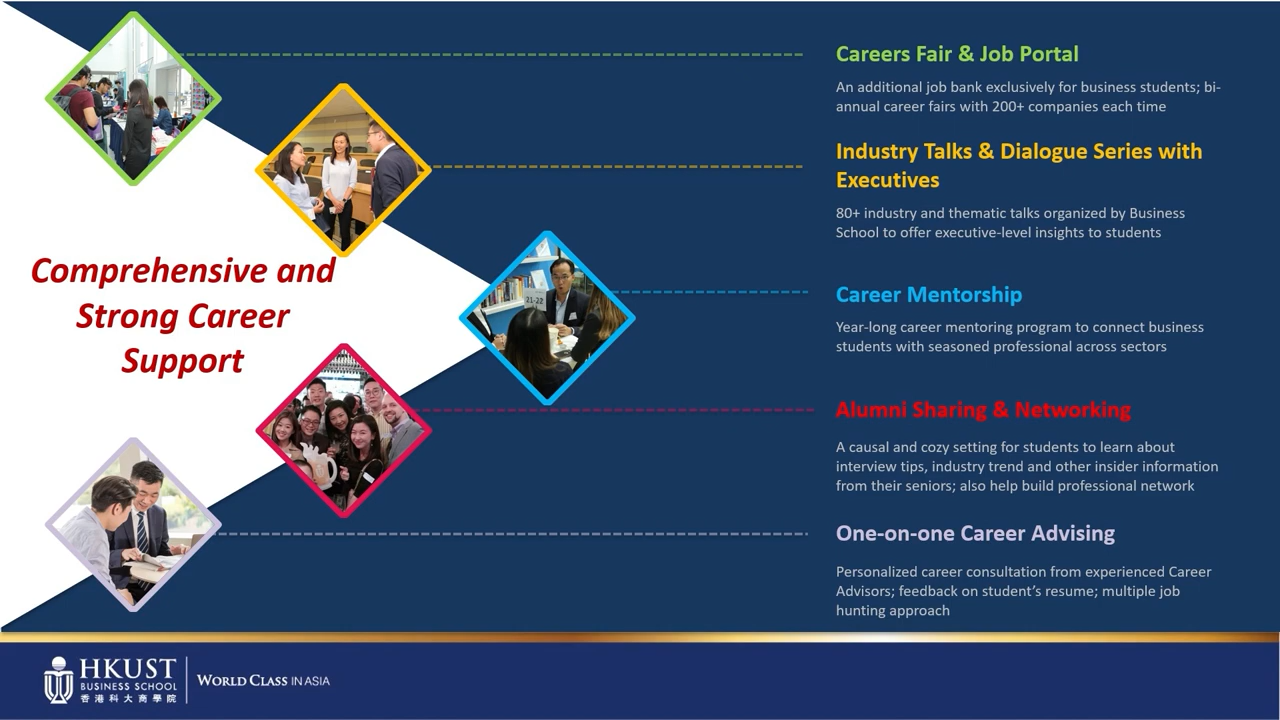 Comprehensive and
Strong Career
Support
Careers Fair & Job Portal
An additional job bank exclusively for business students; bi-
annual career fairs with 200+ companies each time
Industry Talks & Dialogue Series with
Executives
80+ industry and thematic talks organized by Business
School to offer executive-level insights to students
21-22
Career Mentorship
Year-long career mentoring program to connect business
students with seasoned professional across sectors
Alumni Sharing & Networking
A causal and cozy setting for students to learn about
interview tips, industry trend and other insider information
from their seniors; also help build professional network
One-on-one Career Advising
Personalized career consultation from experienced Career
Advisors; feedback on student's resume; multiple job
hunting approach
HKUST
BUSINESS SCHOOL
香港科大商學院
WORLD CLASS IN ASIA